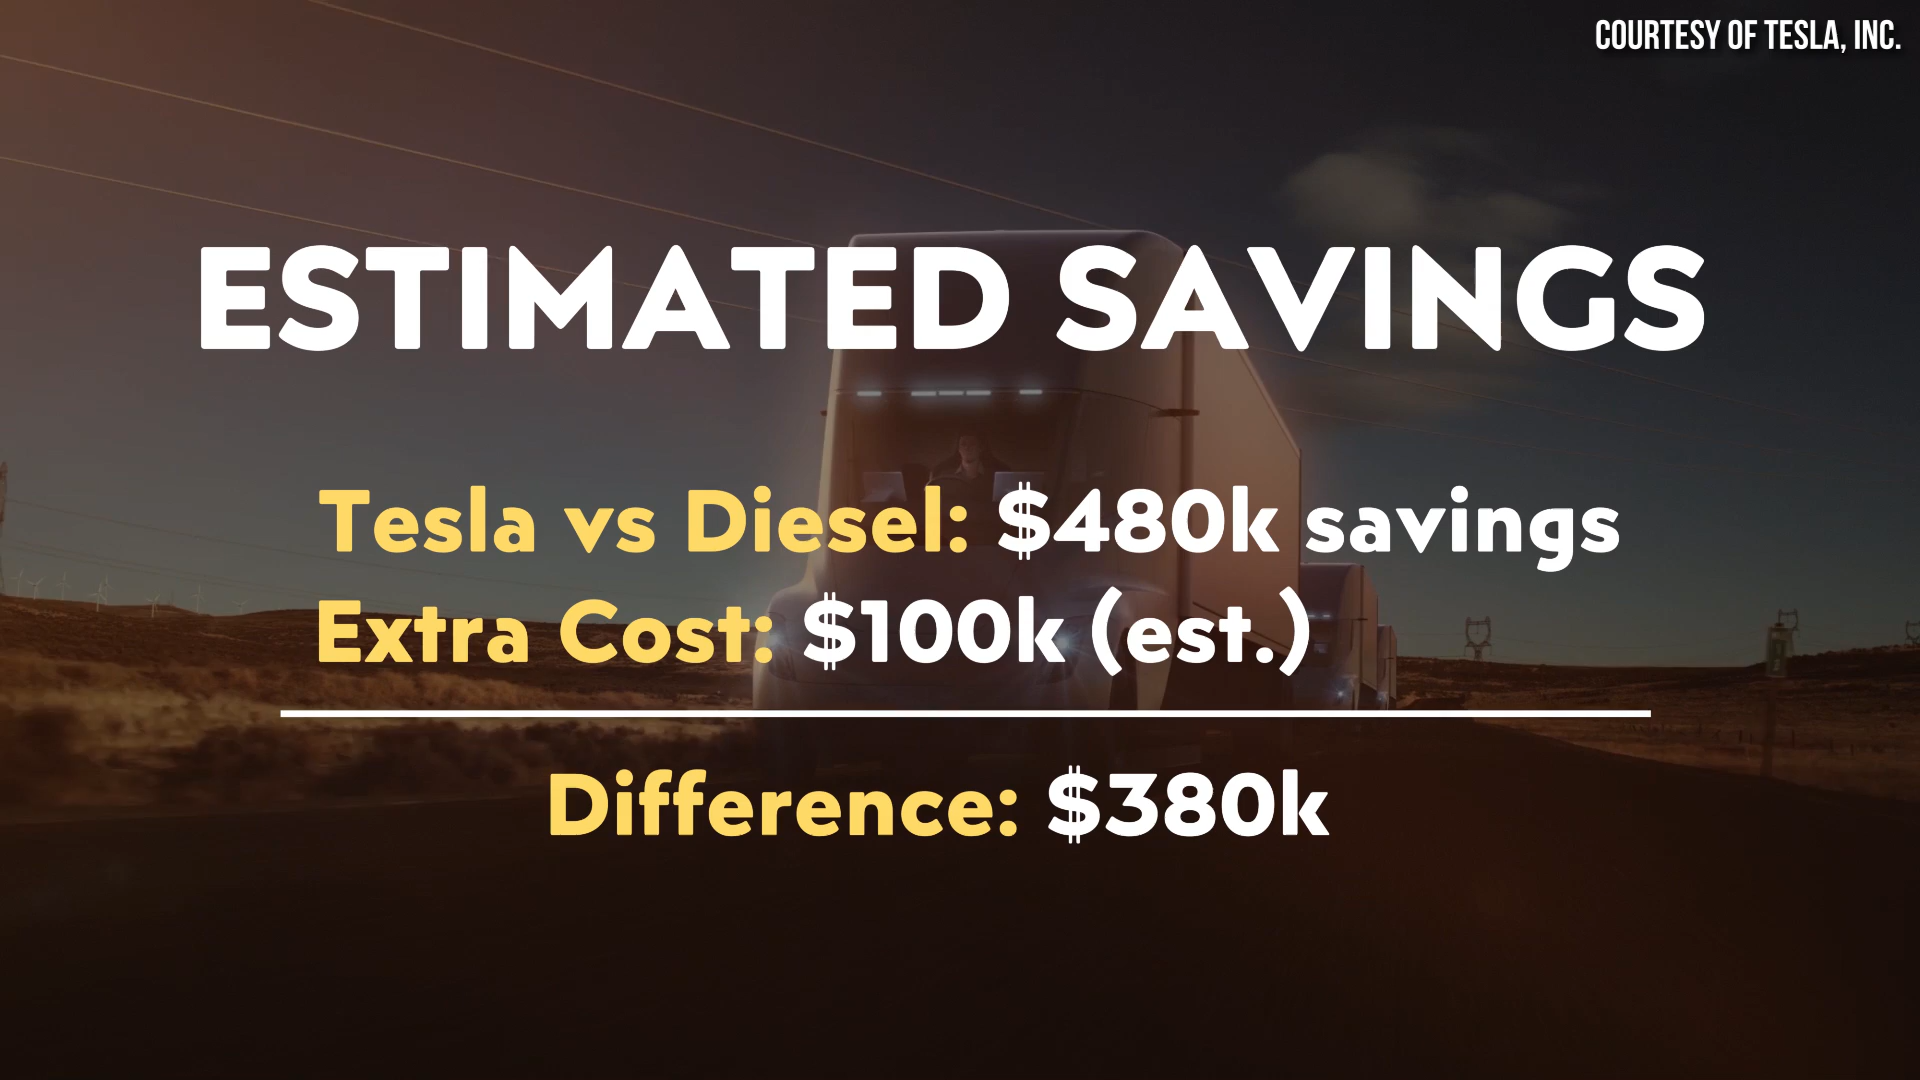 COURTESY OF TESLA, INC.
ESTIMATED SAVINGS
Tesla vs Diesel: $480k savings
Extra Cost: $100k (est.)
Difference: $380k